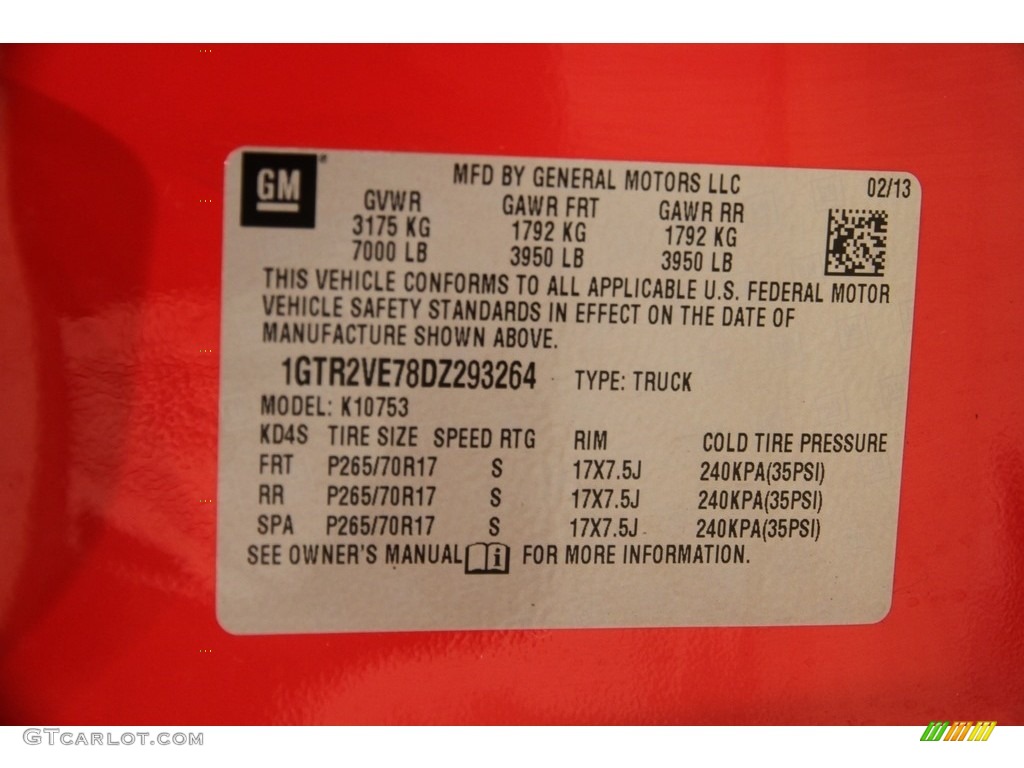 GM
MFD BY GENERAL MOTORS LLC 02/13
GVWR GAWR FRT GAWR RR
3175 KG 1792 KG 1792 KG
7000 LB 3950 LB 3950 LB
THIS VEHICLE CONFORMS TO ALL APPLICABLE U.S. FEDERAL MOTOR
VEHICLE SAFETY STANDARDS IN EFFECT ON THE DATE OF
MANUFACTURE SHOWN ABOVE.
1GTR2VE78DZ293264 TYPE: TRUCK
MODEL: K10753
KD4S TIRE SIZE SPEED RTG RIM COLD TIRE PRESSURE
FRT P265/70R17 S 17X7.5J 240KPA(35PSI)
RR P265/70R17 S 17X7.5J 240KPA(35PSI)
SPA P265/70R17 S 17X7.5J 240KPA(35PSI)
SEE OWNER'S MANUAL FOR MORE INFORMATION.
GTCARLOT.COM